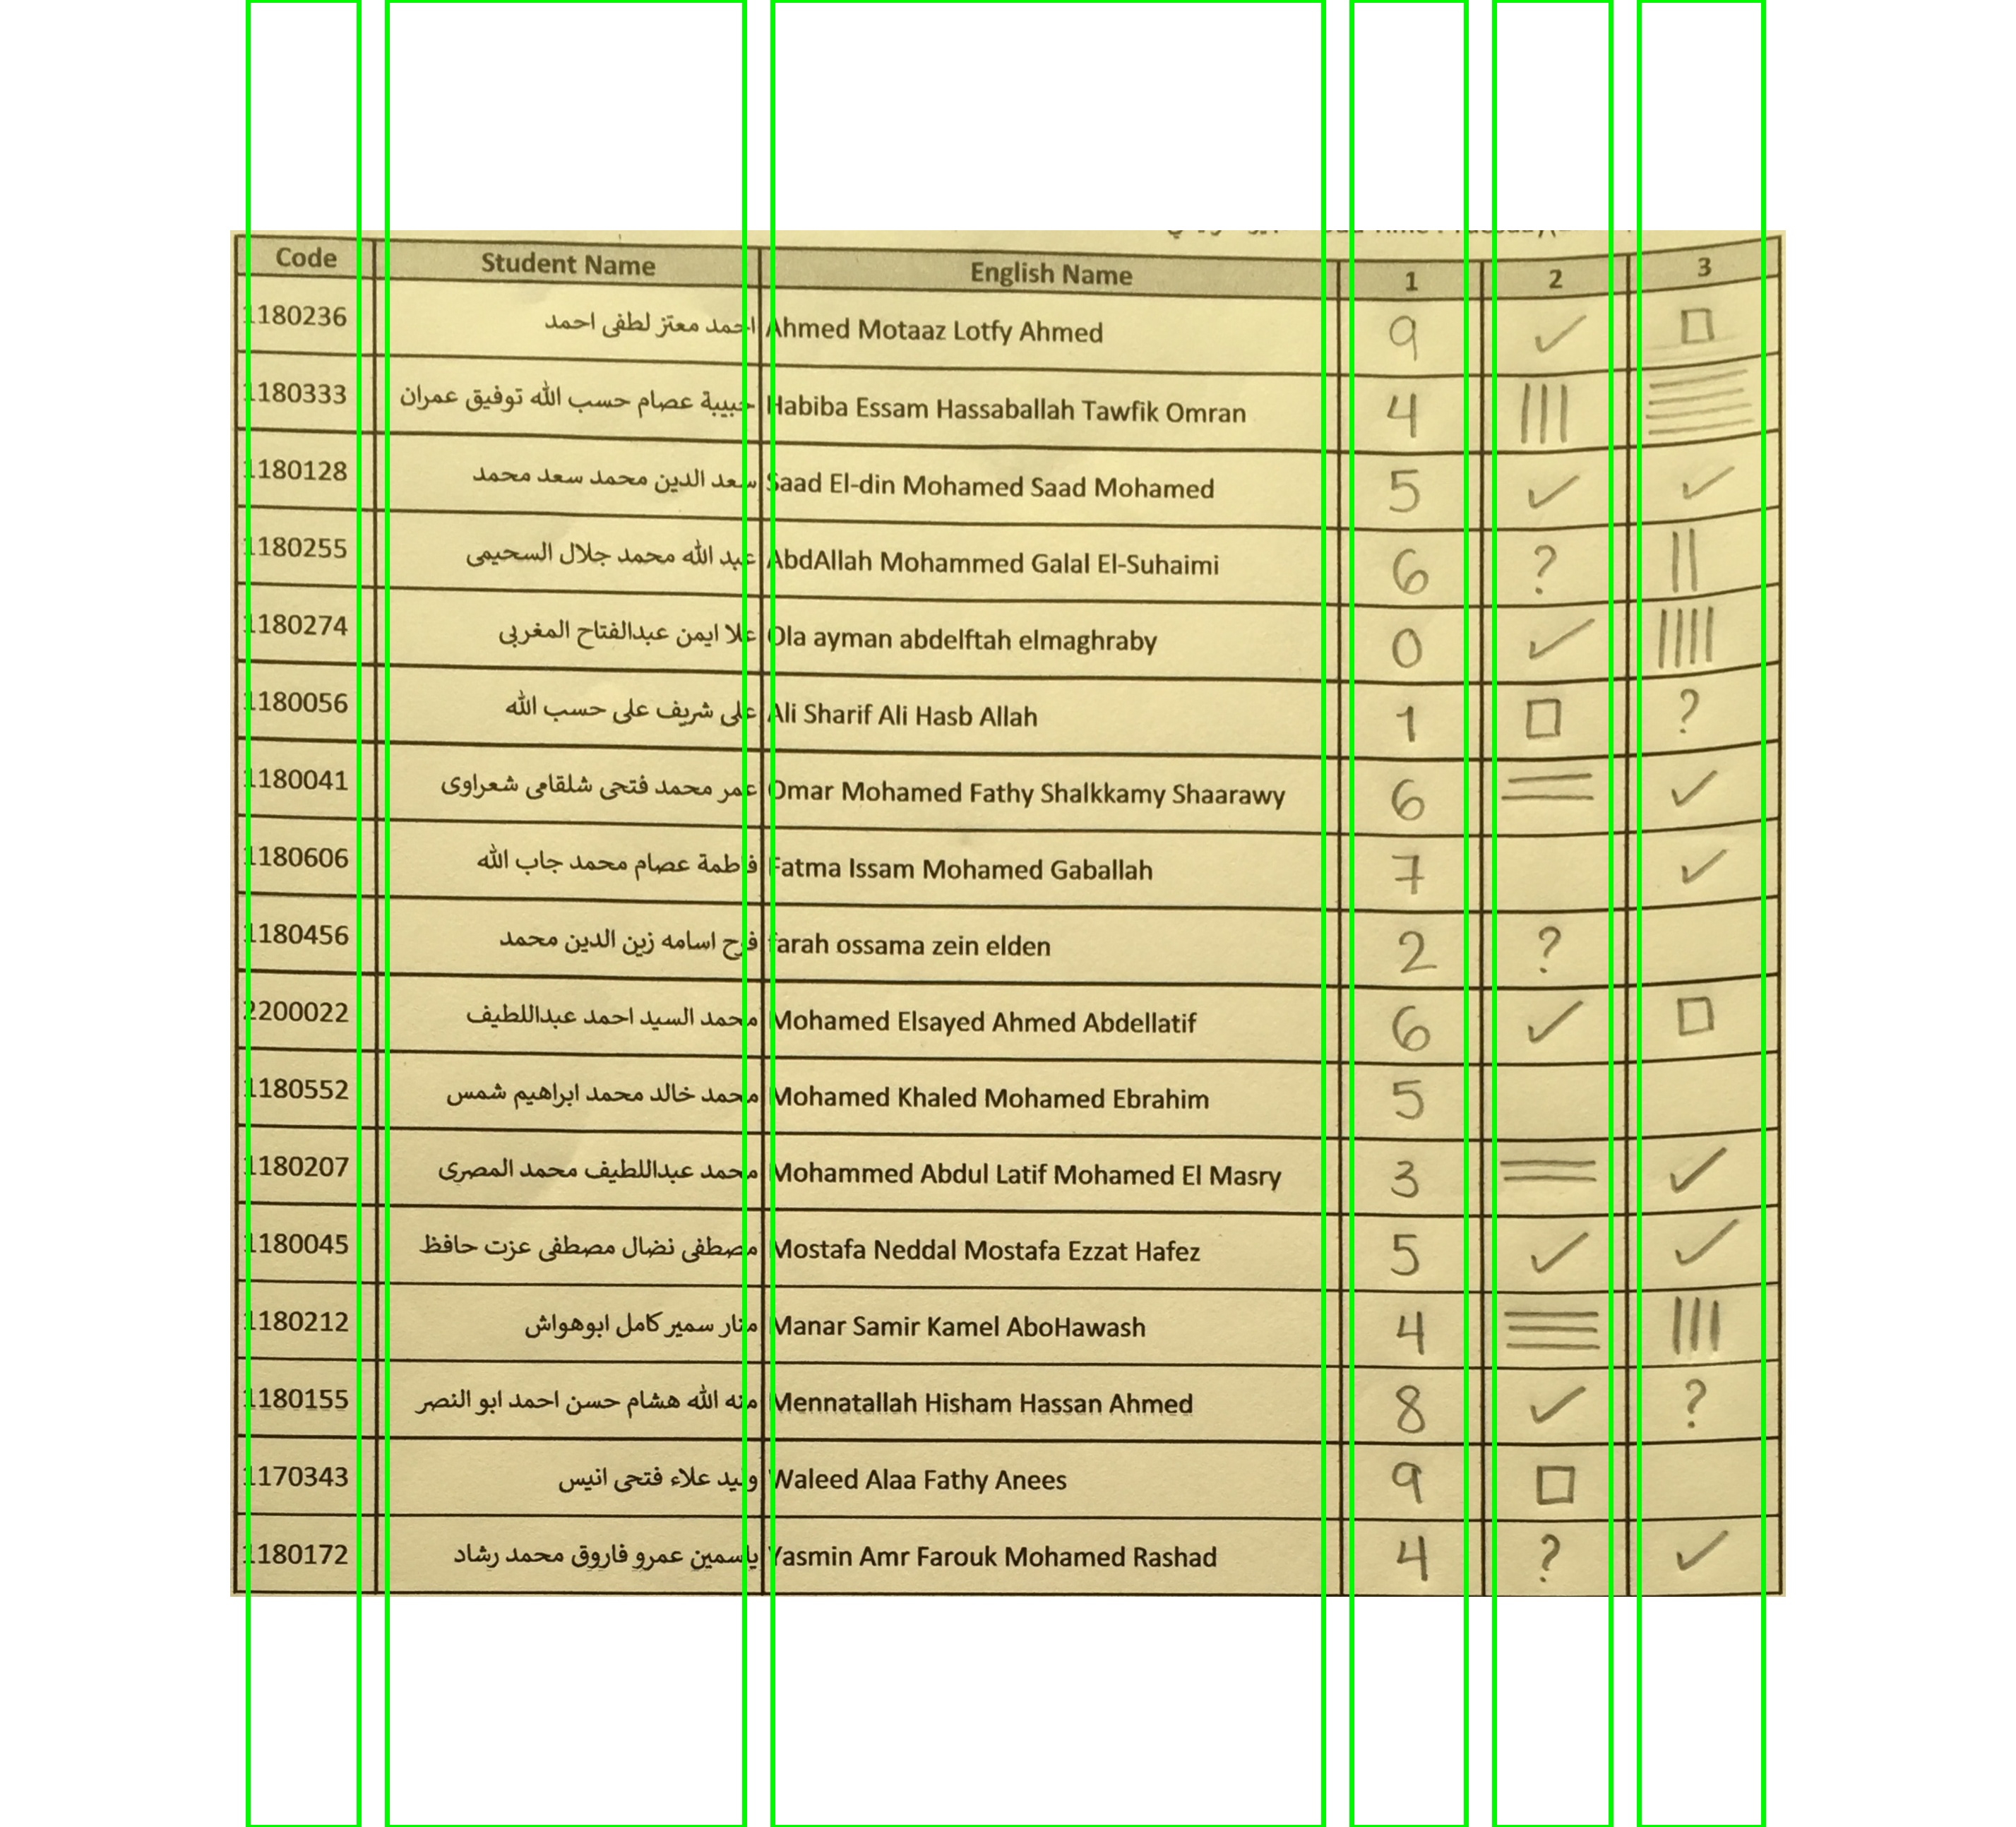 Code Student Name English Name 1 2 3
1180236 احمد معتز لطفى احمد Ahmed Motaaz Lotfy Ahmed 9 ✓ □
1180333 حبيبة عصام حسب الله توفيق عمران Habiba Essam Hassaballah Tawfik Omran 4
1180128 سعد الدين محمد سعد محمد Saad El-din Mohamed Saad Mohamed 5 ✓ ✓
1180255 عبد الله محمد جلال السحيمى AbdAllah Mohammed Galal El-Suhaimi 6 ?
1180274 علا ايمن عبدالفتاح المغربى Ola ayman abdelftah elmaghraby 0 ✓
1180056 على شريف على حسب الله Ali Sharif Ali Hasb Allah 1 □ ?
1180041 عمر محمد فتحى شلقامى شعراوى Omar Mohamed Fathy Shalkkamy Shaarawy 6 ✓
1180606 فاطمة عصام محمد جاب الله Fatma Issam Mohamed Gaballah 7 ✓
1180456 فرح اسامه زين الدين محمد farah ossama zein elden 2 ?
2200022 محمد السيد احمد عبداللطيف Mohamed Elsayed Ahmed Abdellatif 6 ✓ □
1180552 محمد خالد محمد ابراهيم شمس Mohamed Khaled Mohamed Ebrahim 5
1180207 محمد عبداللطيف محمد المصرى Mohammed Abdul Latif Mohamed El Masry 3 ✓
1180045 مصطفى نضال مصطفى عزت حافظ Mostafa Neddal Mostafa Ezzat Hafez 5 ✓ ✓
1180212 منار سمير كامل ابوهواش Manar Samir Kamel AboHawash 4
1180155 منه الله هشام حسن احمد ابو النصر Mennatallah Hisham Hassan Ahmed 8 ✓ ?
1170343 وليد علاء فتحى انيس Waleed Alaa Fathy Anees 9 □
1180172 ياسمين عمرو فاروق محمد رشاد Yasmin Amr Farouk Mohamed Rashad 4 ? ✓